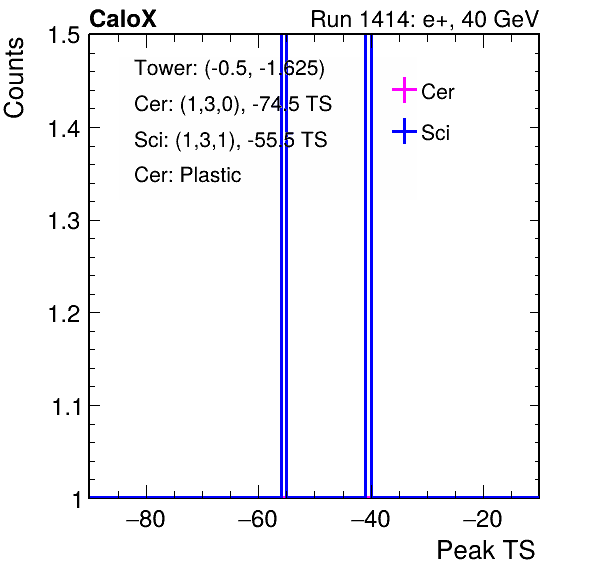 CaloX
Run 1414: e+, 40 GeV
Counts
Tower: (-0.5, -1.625)
Cer: (1,3,0), -74.5 TS
Sci: (1,3,1), -55.5 TS
Cer: Plastic
Cer
Sci
1.5
1.4
1.3
1.2
1.1
1
−80
−60
−40
−20
Peak TS